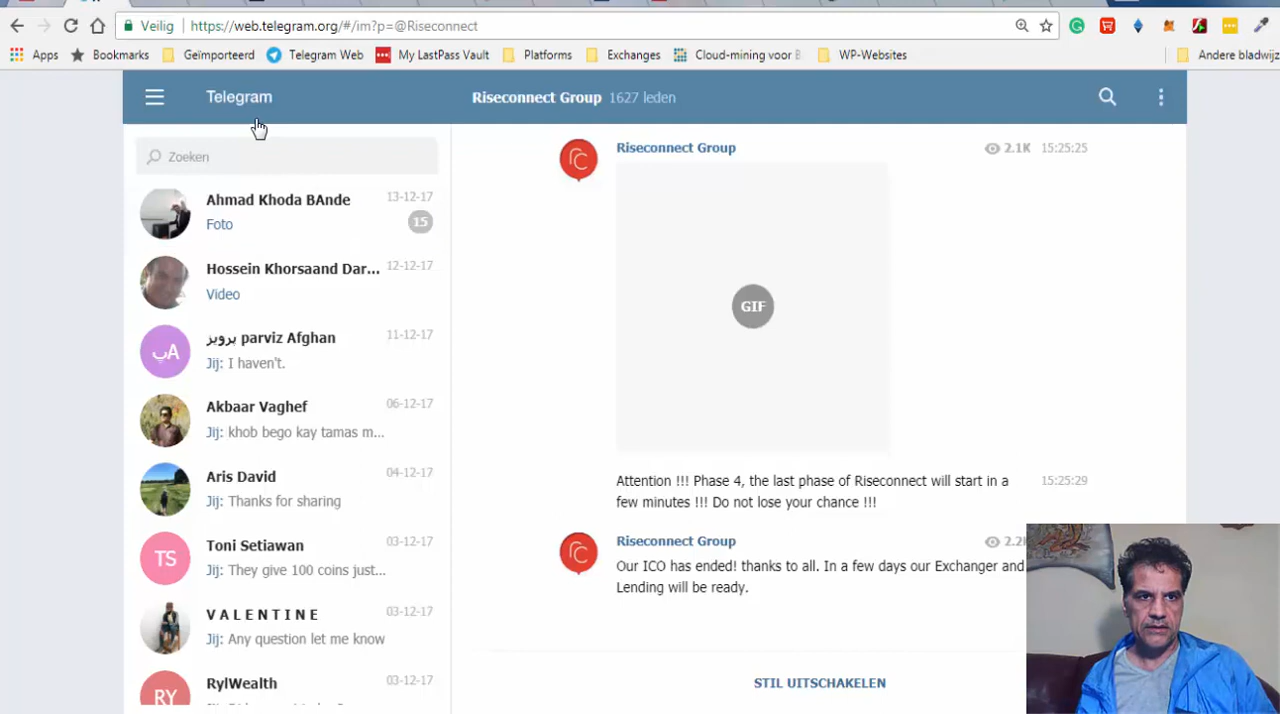 Veilig https://web.telegram.org/#/im?p=@Riseconnect
Apps Bookmarks Geïmporteerd Telegram Web My LastPass Vault Platforms Exchanges Cloud-mining voor WP-Websites Andere bladwijz
Telegram
Riseconnect Group 1627 leden
Zoeken
Ahmad Khoda BAnde 13-12-17
Foto 15
Hossein Khorsaand Dar... 12-12-17
Video
پA
پرویز parviz Afghan 11-12-17
Jij: I haven't.
Akbaar Vaghef 06-12-17
Jij: khob bego kay tamas m...
Aris David 04-12-17
Jij: Thanks for sharing
TS
Toni Setiawan 03-12-17
Jij: They give 100 coins just...
V A L E N T I N E 03-12-17
Jij: Any question let me know
RY
RylWealth 03-12-17
Riseconnect Group 2.1K 15:25:25
GIF
Attention !!! Phase 4, the last phase of Riseconnect will start in a 15:25:29
few minutes !!! Do not lose your chance !!!
Riseconnect Group
Our ICO has ended! thanks to all. In a few days our Exchanger and
Lending will be ready.
STIL UITSCHAKELEN